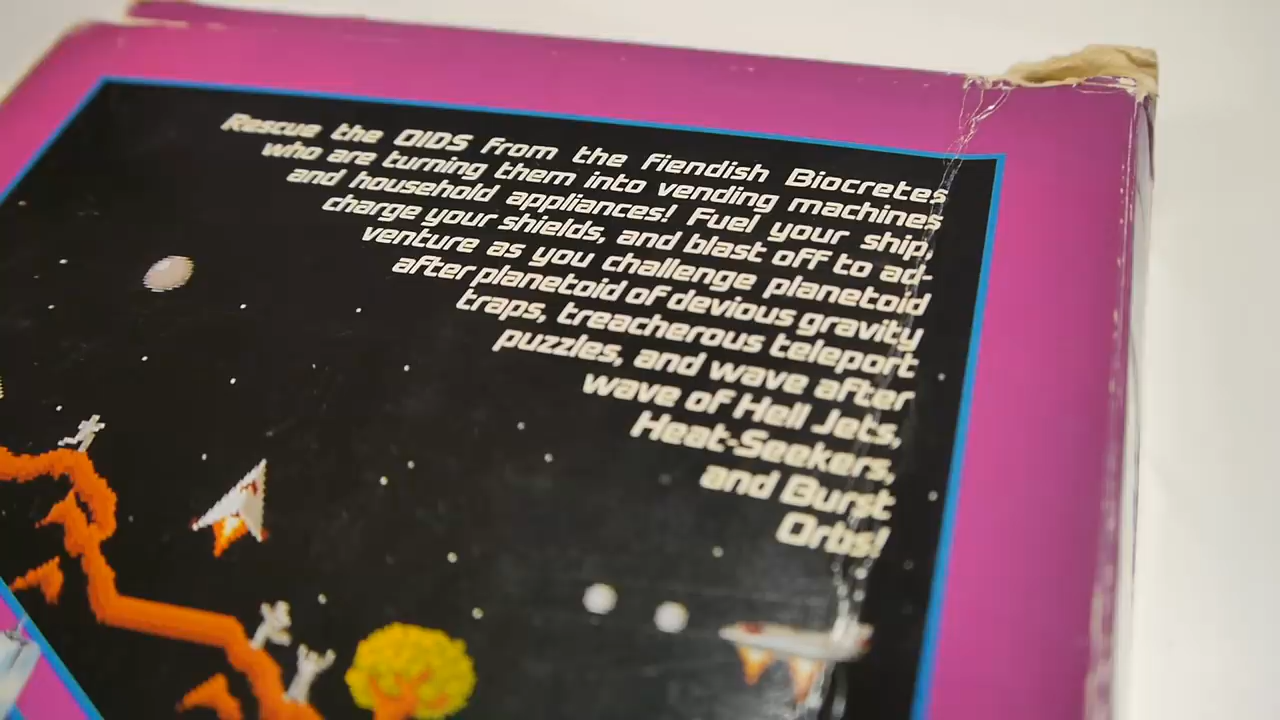 Rescue the OIDS from the fiendish Biocretes
who are turning them into vending machines
and household appliances! Fuel your ship,
charge your shields, and blast off to ad-
venture as you challenge planetoid
after planetoid of devious gravity
traps, treacherous teleport
puzzles, and wave after
wave of Hell Jets,
Heat-Seekers,
and Burst
Orbs!